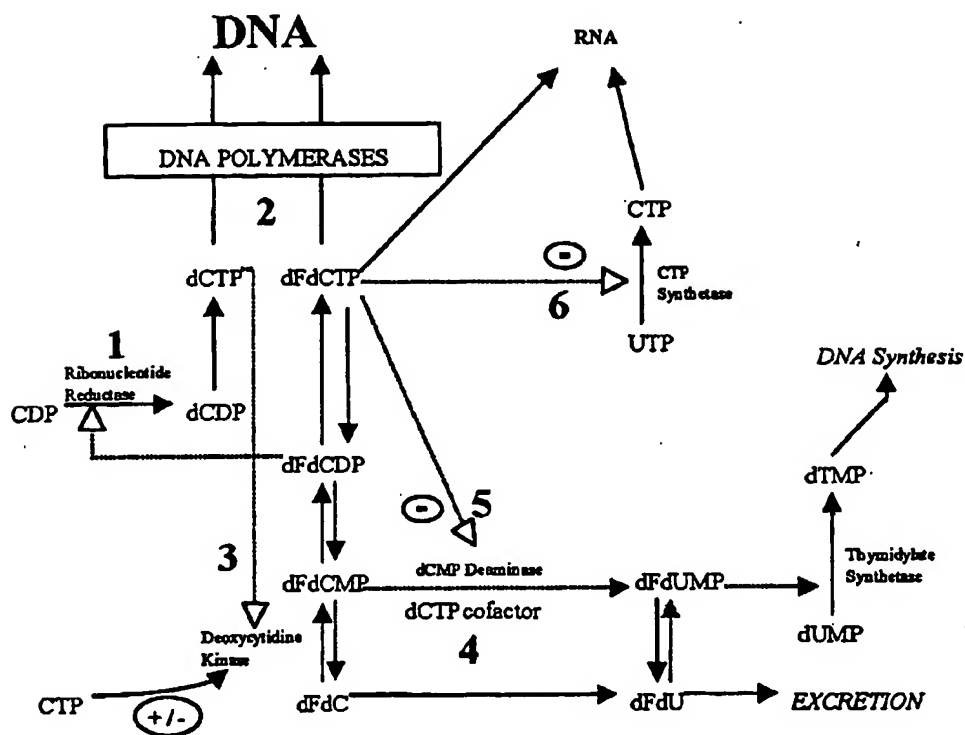 DNA
RNA
DNA POLYMERASES
2
CTP
dCTP
dFdCTP
-
6
CTP
Synthetase
UTP
DNA Synthesis
1
Ribonucleotide
Reductase
CDP
dCDP
dFdCDP
dTMP
-
5
3
dFdCMP
dCMP Deaminase
dFdUMP
Thymidylate
Synthetase
dCTP cofactor
dUMP
4
Deoxycytidine
Kinase
CTP
+/-
dFdC
dFdU
EXCRETION